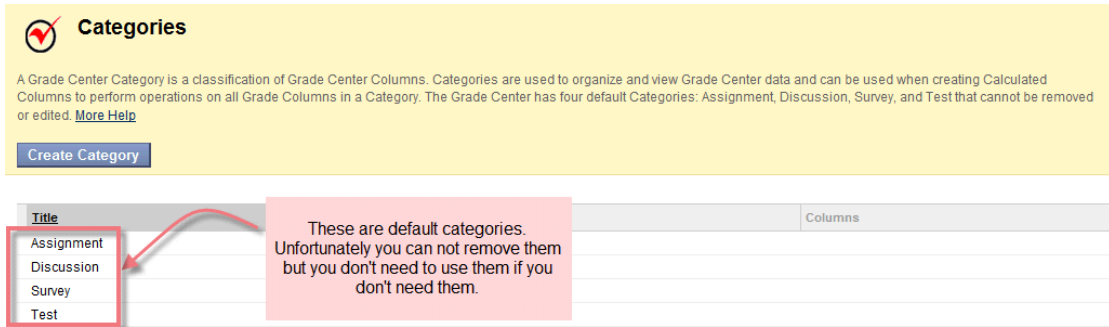 Categories
A Grade Center Category is a classification of Grade Center Columns. Categories are used to organize and view Grade Center data and can be used when creating Calculated
Columns to perform operations on all Grade Columns in a Category. The Grade Center has four default Categories: Assignment, Discussion, Survey, and Test that cannot be removed
or edited. More Help
Create Category
Title Columns
These are default categories.
Unfortunately you can not remove them
but you don't need to use them if you
don't need them.
Assignment
Discussion
Survey
Test